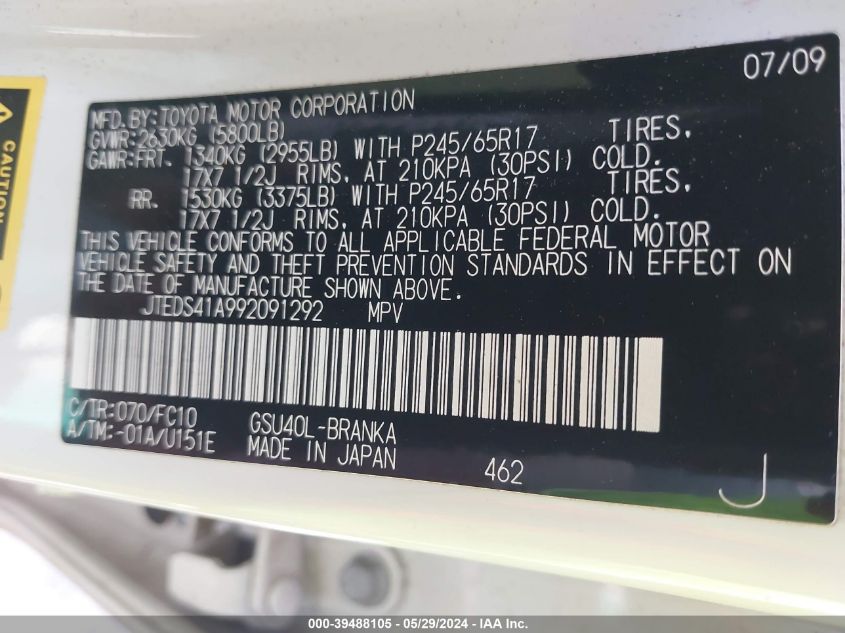 07/09
MFD.BY:TOYOTA MOTOR CORPORATION
GVWR:2630KG (5800LB)
GAWR:FRT. 1340KG (2955LB) WITH P245/65R17 TIRES,
17X7 1/2J RIMS, AT 210KPA (30PSI) COLD.
RR. 1530KG (3375LB) WITH P245/65R17 TIRES,
17X7 1/2J RIMS, AT 210KPA (30PSI) COLD.
THIS VEHICLE CONFORMS TO ALL APPLICABLE FEDERAL MOTOR
VEHICLE SAFETY AND THEFT PREVENTION STANDARDS IN EFFECT ON
THE DATE OF MANUFACTURE SHOWN ABOVE.
JTEDS41A992091292 MPV
C/TR:070/FC10 GSU40L-BRANKA
A/TM:-01A/U151E MADE IN JAPAN 462
J
CAUTION
000-39488105 - 05/29/2024 - IAA Inc.